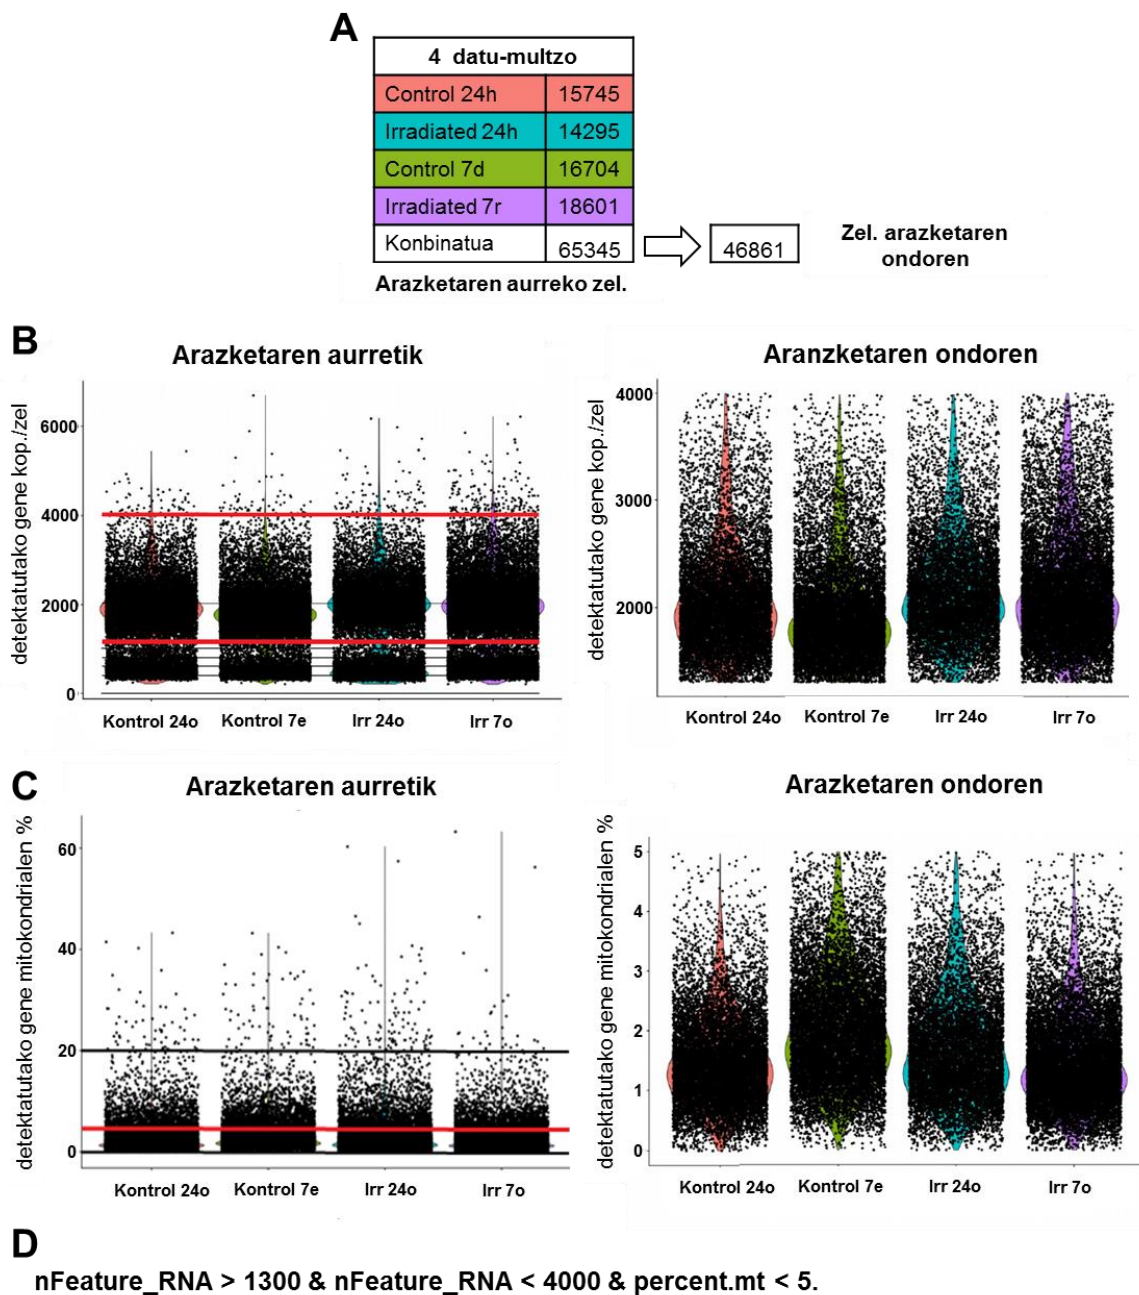 A
4 datu-multzo
Control 24h 15745
Irradiated 24h 14295
Control 7d 16704
Irradiated 7r 18601
Konbinatua 65345
46861
Zel. arazketaren
ondoren
Arazketaren aurreko zel.
B
Arazketaren aurretik
detektatutako gene kop./zel
6000
4000
2000
0
Kontrol 24o Kontrol 7e Irr 24o Irr 7o
Aranzketaren ondoren
detektatutako gene kop./zel
4000
3000
2000
Kontrol 24o Kontrol 7e Irr 24o Irr 7o
C
Arazketaren aurretik
detektatutako gene mitokondrialen %
60
40
20
0
Kontrol 24o Kontrol 7e Irr 24o Irr 7o
Arazketaren ondoren
detektatutako gene mitokondrialen %
5
4
3
2
1
0
Kontrol 24o Kontrol 7e Irr 24o Irr 7o
D
nFeature_RNA > 1300 & nFeature_RNA < 4000 & percent.mt < 5.